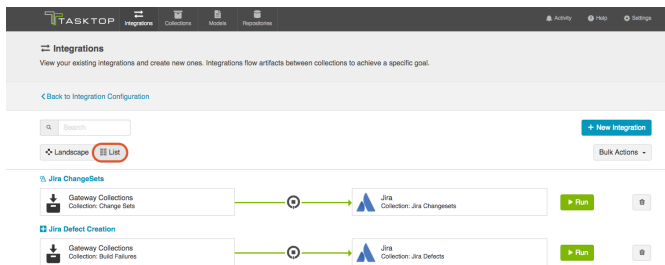 TASKTOP
Integrations
Collections
Models
Repositories
Activity
Help
Settings
Integrations
View your existing integrations and create new ones. Integrations flow artifacts between collections to achieve a specific goal.
Back to Integration Configuration
Search
+ New Integration
Landscape
List
Bulk Actions
Jira ChangeSets
Gateway Collections
Collection: Change Sets
Jira
Collection: Jira Changesets
Run
Jira Defect Creation
Gateway Collections
Collection: Build Failures
Jira
Collection: Jira Defects
Run